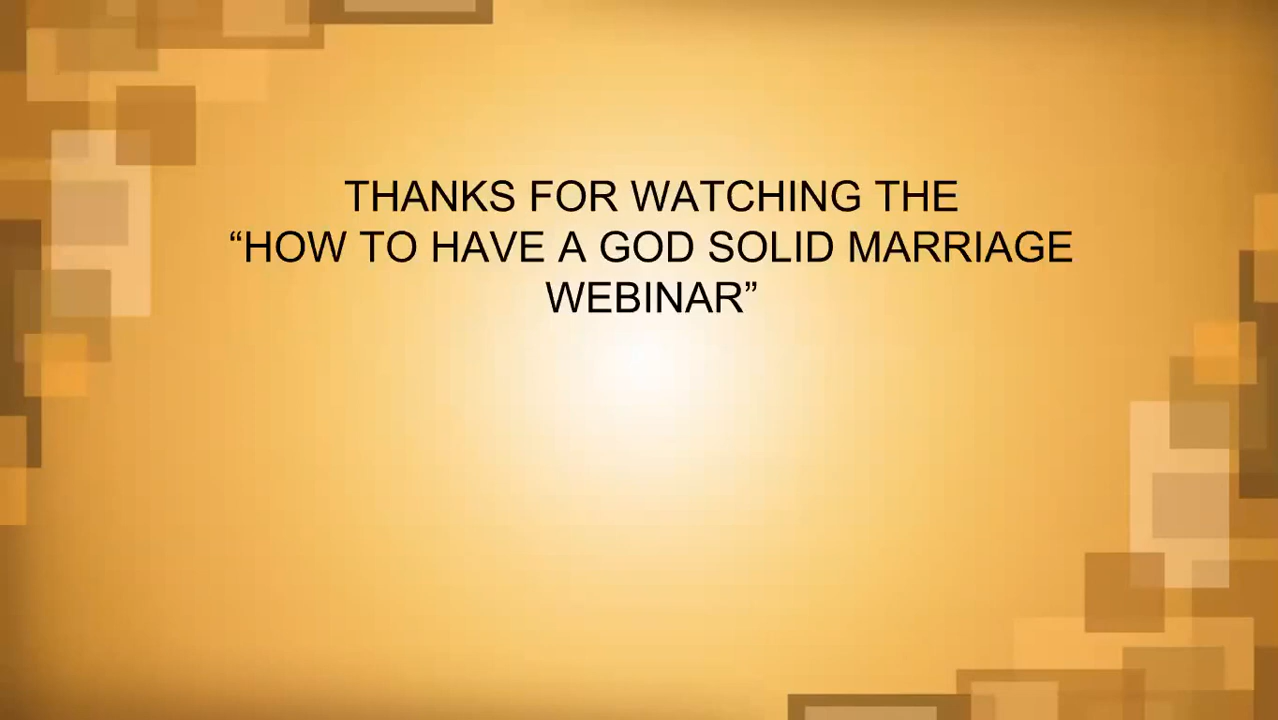 THANKS FOR WATCHING THE
“HOW TO HAVE A GOD SOLID MARRIAGE
WEBINAR”